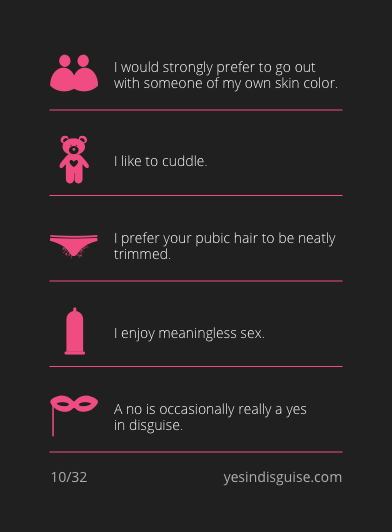 I would strongly prefer to go out
with someone of my own skin color.
I like to cuddle.
I prefer your pubic hair to be neatly
trimmed.
I enjoy meaningless sex.
A no is occasionally really a yes
in disguise.
10/32
yesindisguise.com